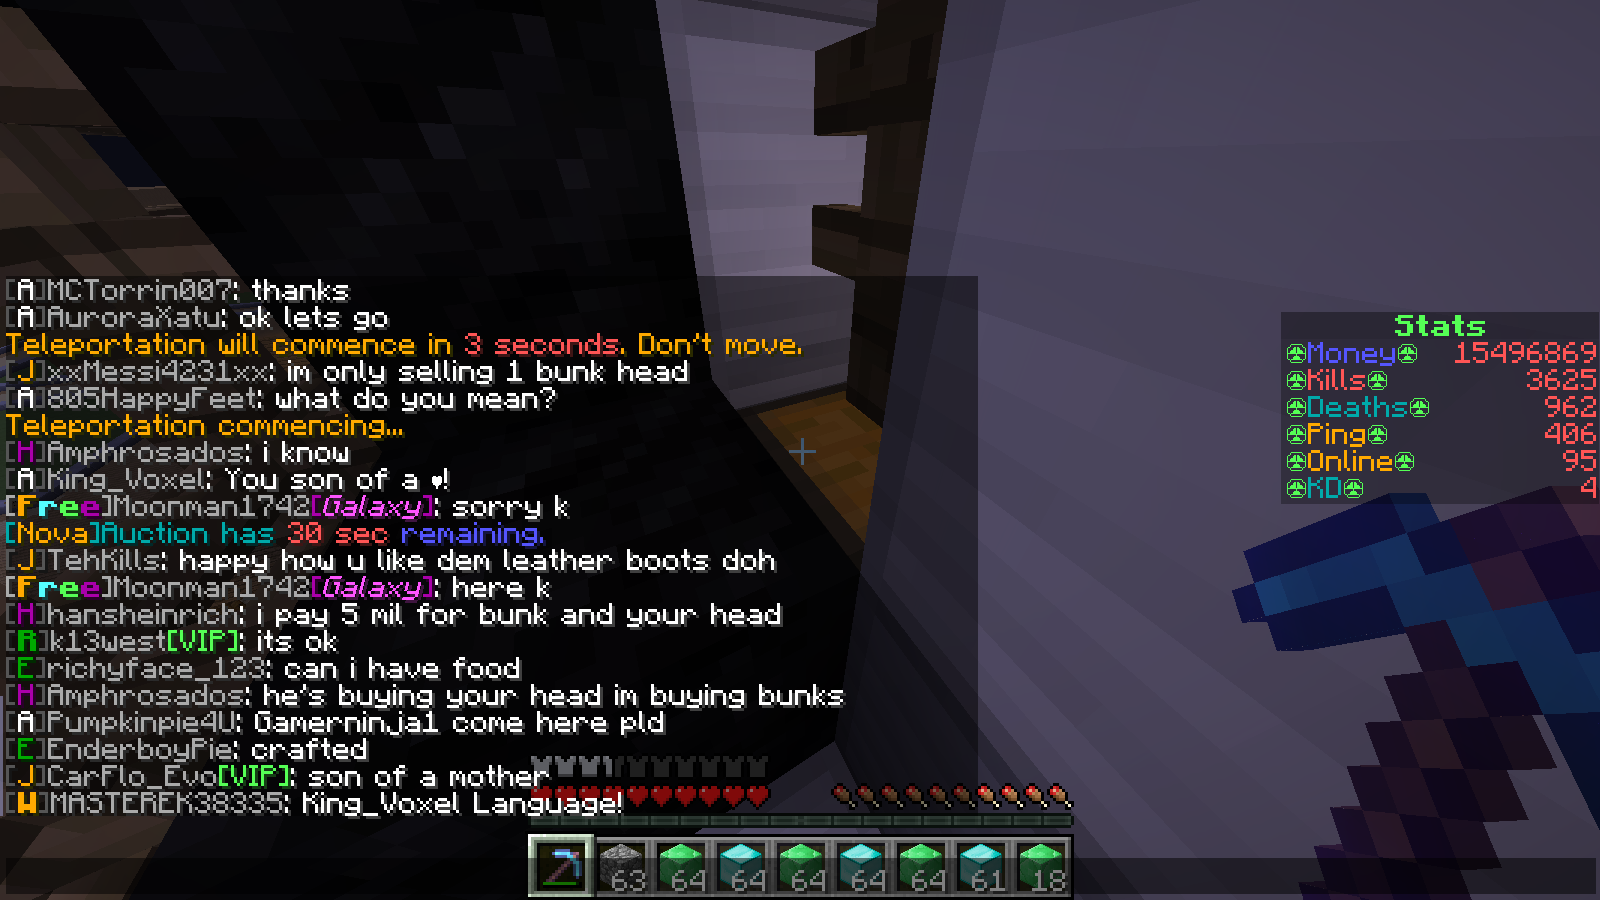 [A]MCTorrin007: thanks
[A]AuroraXatu: ok lets go
Teleportation will commence in 3 seconds. Don't move.
[J]xxMessi4231xx: im only selling 1 bunk head
[A]805HappyFeet: what do you mean?
Teleportation commencing...
[H]Amphrosados: i know
[A]King_Voxel: You son of a ♥!
[Free]Moonman1742[Galaxy]: sorry k
[Nova]Auction has 30 sec remaining.
[J]TehKills: happy how u like dem leather boots doh
[Free]Moonman1742[Galaxy]: here k
[H]hansheinrich: i pay 5 mil for bunk and your head
[R]k13west[VIP]: its ok
[E]richyface_123: can i have food
[H]Amphrosados: he's buying your head im buying bunks
[A]Pumpkinpie4U: Gamerninja1 come here pld
[E]EnderboyPie: crafted
[J]CarFlo_Evo[VIP]: son of a mother
[W]MASTEREK38335: King_Voxel Language!
Stats
Money 15496869
Kills 3625
Deaths 962
Ping 406
Online 95
KD 4
63 64 64 64 64 64 61 18